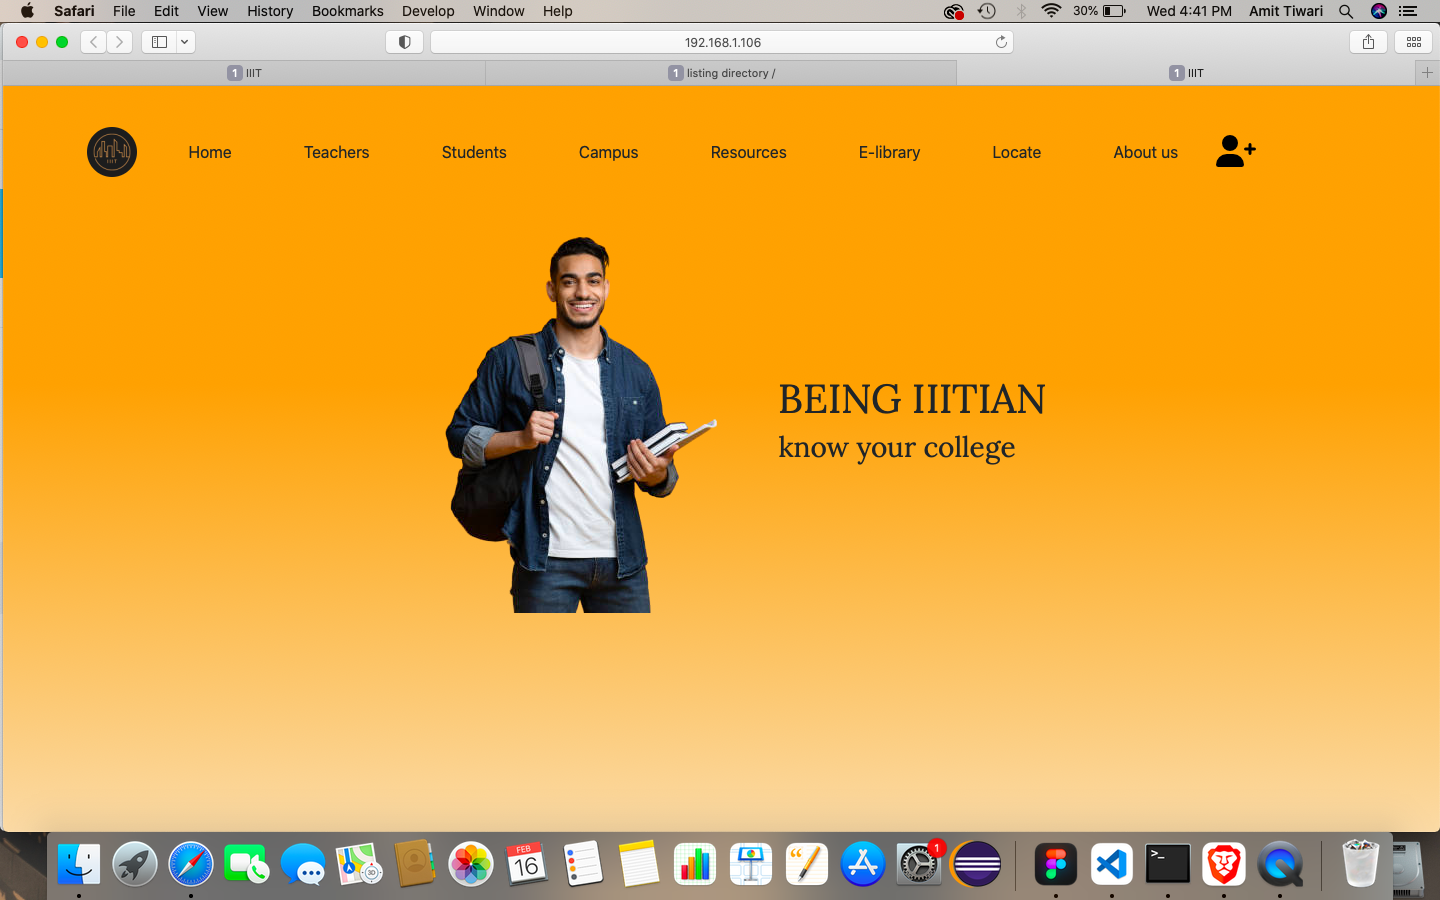 Safari File Edit View History Bookmarks Develop Window Help 30% Wed 4:41 PM Amit Tiwari
192.168.1.106
1 IIIT 1 listing directory / 1 IIIT
IIIT Home Teachers Students Campus Resources E-library Locate About us
BEING IIITIAN
know your college
FEB
16
3D
1
>_